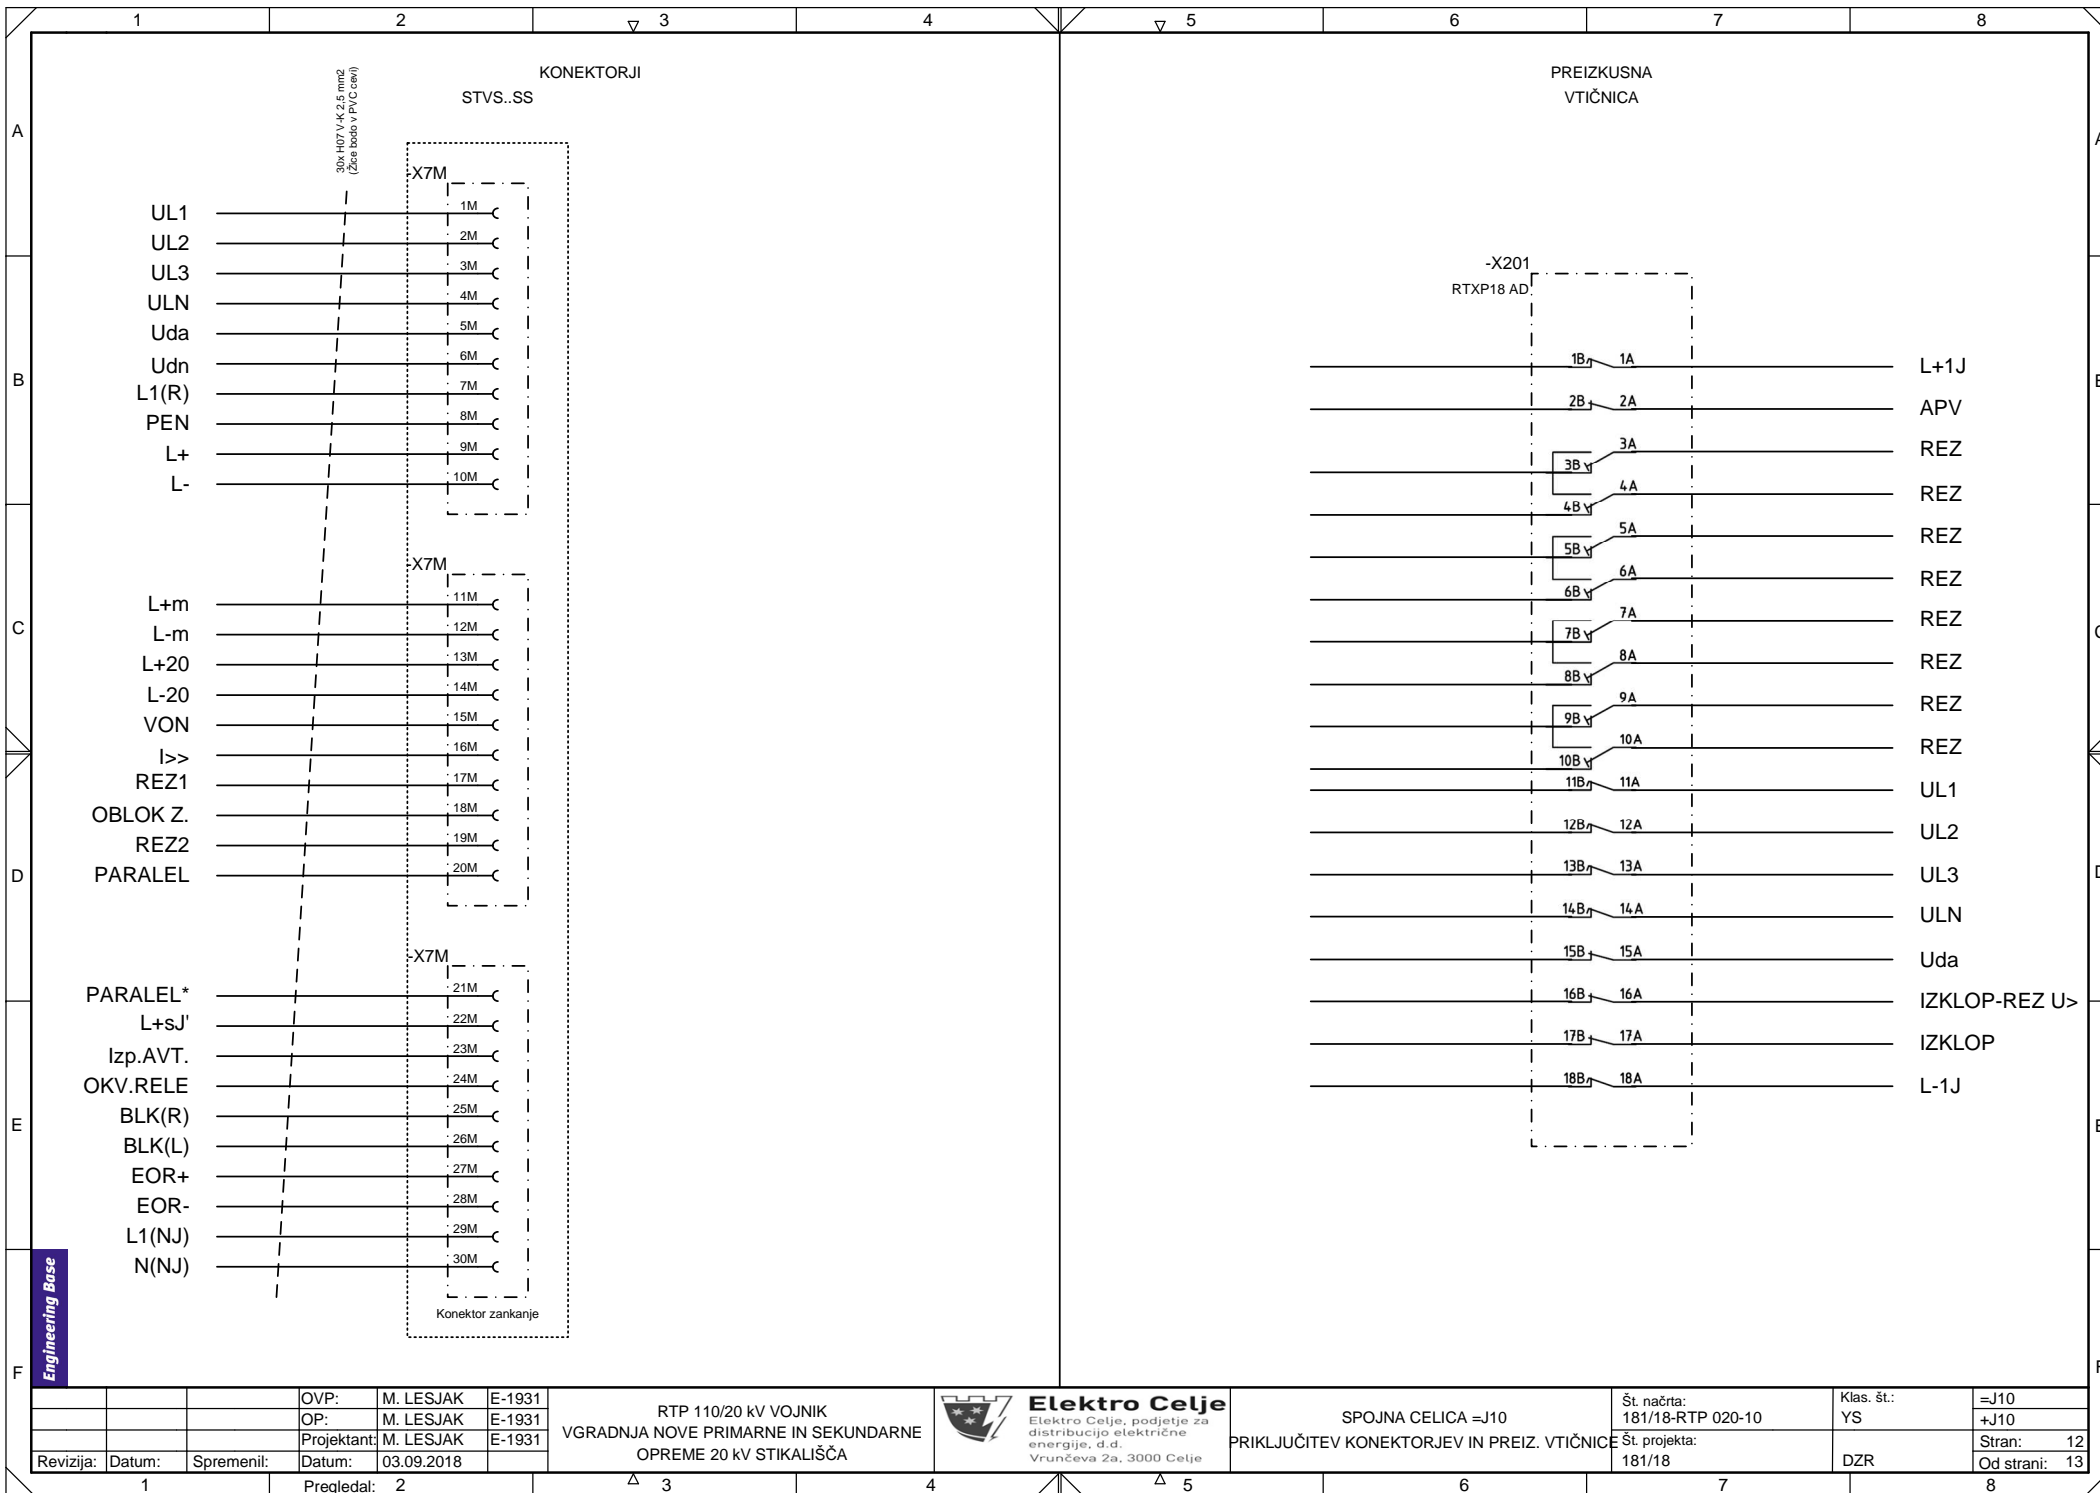 1 2 3 4 5 6 7 8
KONEKTORJI
STVS..SS
30x H07 V-K 2,5 mm2
(Žice bodo v PVC cevi)
A
B
C
D
E
F
-X7M
UL1 1M
UL2 2M
UL3 3M
ULN 4M
Uda 5M
Udn 6M
L1(R) 7M
PEN 8M
L+ 9M
L- 10M
-X7M
L+m 11M
L-m 12M
L+20 13M
L-20 14M
VON 15M
I>> 16M
REZ1 17M
OBLOK Z. 18M
REZ2 19M
PARALEL 20M
-X7M
PARALEL* 21M
L+sJ' 22M
Izp.AVT. 23M
OKV.RELE 24M
BLK(R) 25M
BLK(L) 26M
EOR+ 27M
EOR- 28M
L1(NJ) 29M
N(NJ) 30M
Konektor zankanje
PREIZKUSNA
VTIČNICA
-X201
RTXP18 AD
1B 1A L+1J
2B 2A APV
3B 3A REZ
4B 4A REZ
5B 5A REZ
6B 6A REZ
7B 7A REZ
8B 8A REZ
9B 9A REZ
10B 10A REZ
11B 11A UL1
12B 12A UL2
13B 13A UL3
14B 14A ULN
15B 15A Uda
16B 16A IZKLOP-REZ U>
17B 17A IZKLOP
18B 18A L-1J
Engineering Base
OVP: M. LESJAK E-1931
OP: M. LESJAK E-1931
Projektant: M. LESJAK E-1931
Revizija: Datum: Spremenil: Datum: 03.09.2018
Pregledal:
RTP 110/20 kV VOJNIK
VGRADNJA NOVE PRIMARNE IN SEKUNDARNE
OPREME 20 kV STIKALIŠČA
Elektro Celje
Elektro Celje, podjetje za
distribucijo električne
energije, d.d.
Vrunčeva 2a, 3000 Celje
SPOJNA CELICA =J10
PRIKLJUČITEV KONEKTORJEV IN PREIZ. VTIČNICE
Št. načrta:
181/18-RTP 020-10
Št. projekta:
181/18
Klas. št.:
YS
DZR
=J10
+J10
Stran: 12
Od strani: 13
1 2 3 4 5 6 7 8